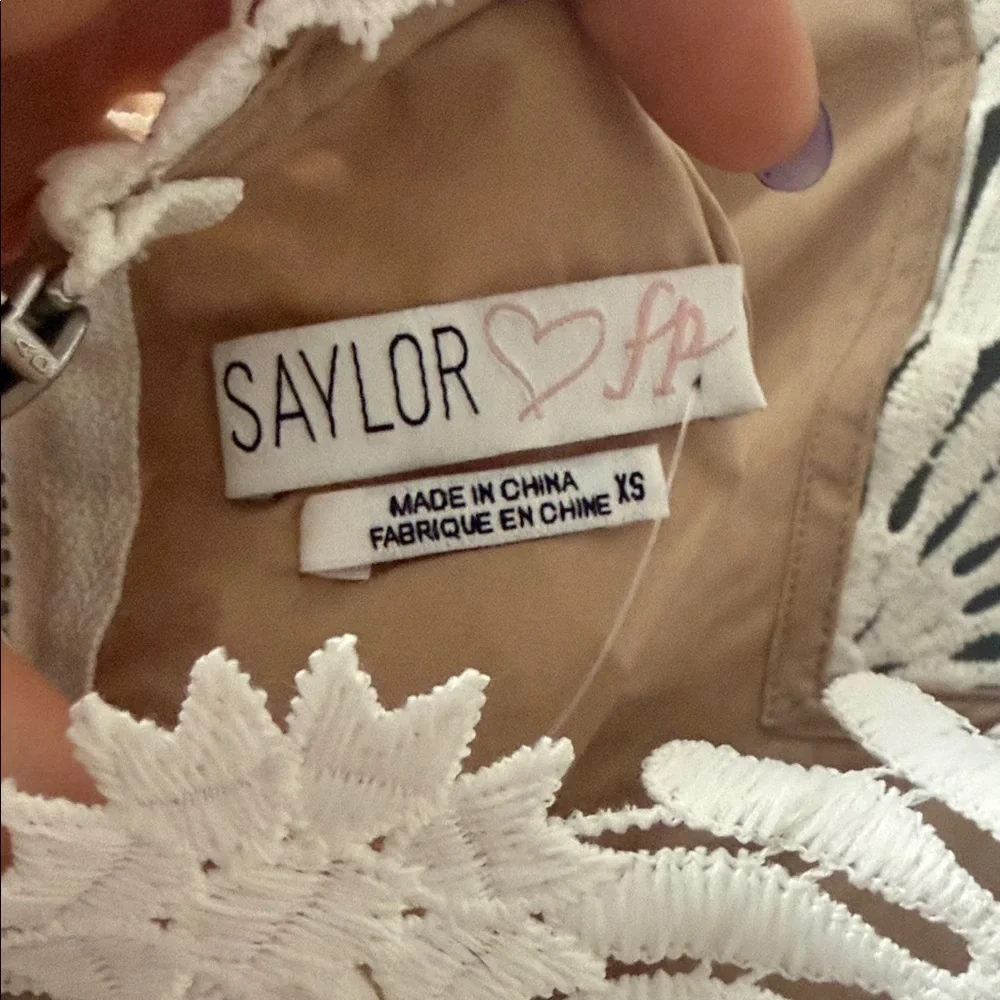 SAYLOR ♡ fp
MADE IN CHINA XS
FABRIQUE EN CHINE